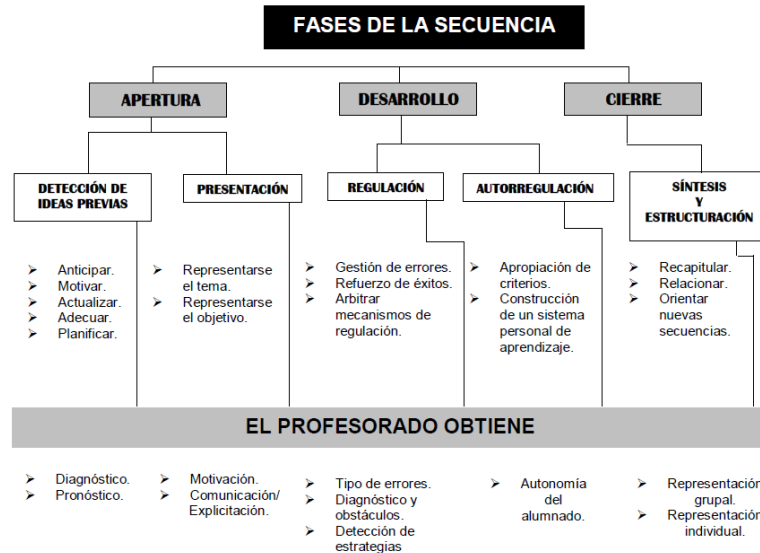 FASES DE LA SECUENCIA
APERTURA
DESARROLLO
CIERRE
DETECCIÓN DE
IDEAS PREVIAS
PRESENTACIÓN
REGULACIÓN
AUTORREGULACIÓN
SÍNTESIS
Y
ESTRUCTURACIÓN
➢ Anticipar.
➢ Motivar.
➢ Actualizar.
➢ Adecuar.
➢ Planificar.
➢ Representarse
el tema.
➢ Representarse
el objetivo.
➢ Gestión de errores.
➢ Refuerzo de éxitos.
➢ Arbitrar
mecanismos de
regulación.
➢ Apropiación de
criterios.
➢ Construcción
de un sistema
personal de
aprendizaje.
➢ Recapitular.
➢ Relacionar.
➢ Orientar
nuevas
secuencias.
EL PROFESORADO OBTIENE
➢ Diagnóstico.
➢ Pronóstico.
➢ Motivación.
➢ Comunicación/
Explicitación.
➢ Tipo de errores.
➢ Diagnóstico y
obstáculos.
➢ Detección de
estrategias
➢ Autonomía
del
alumnado.
➢ Representación
grupal.
➢ Representación
individual.